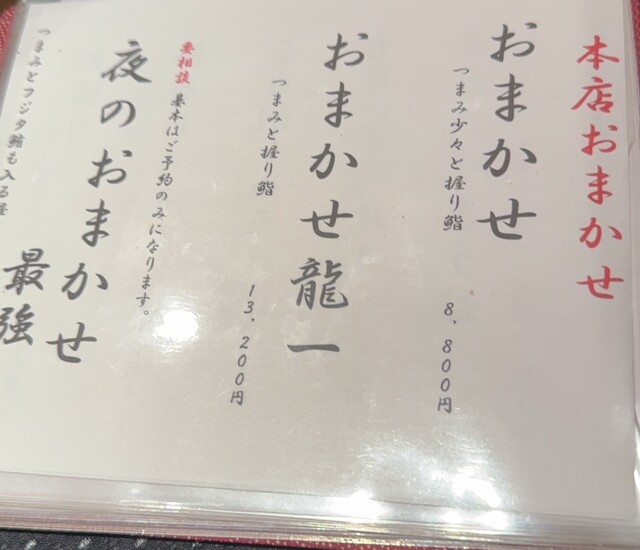 本店おまかせ
おまかせ
つまみ少々と握り鮨
8,800円
おまかせ龍一
つまみと握り鮨
13,200円
要相談 基本はご予約のみになります。
夜のおまかせ
最強
つまみとフジタ鮪も入る